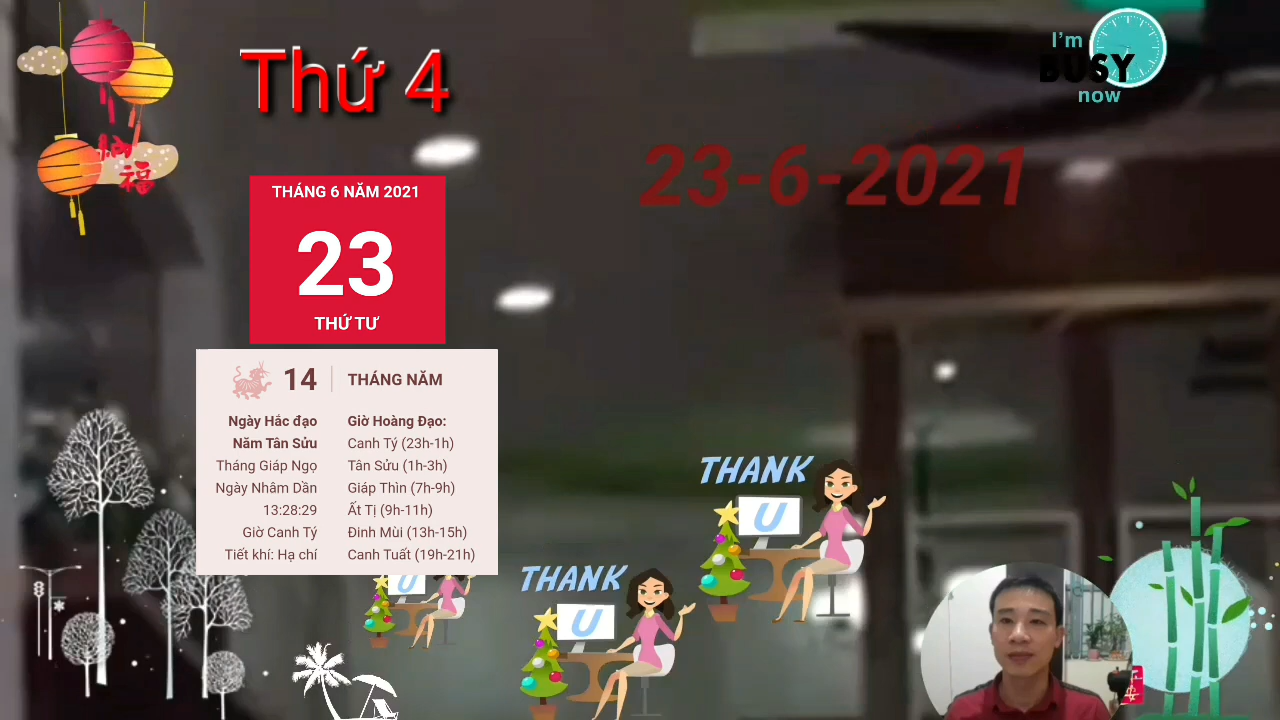 Thứ 4
I'm
BUSY
now
23-6-2021
福
THÁNG 6 NĂM 2021
23
THỨ TƯ
14
THÁNG NĂM
Ngày Hắc đạo
Giờ Hoàng Đạo:
Năm Tân Sửu
Canh Tý (23h-1h)
Tháng Giáp Ngọ
Tân Sửu (1h-3h)
Ngày Nhâm Dần
Giáp Thìn (7h-9h)
13:28:29
Ất Tị (9h-11h)
Giờ Canh Tý
Đinh Mùi (13h-15h)
Tiết khí: Hạ chí
Canh Tuất (19h-21h)
THANK
U
THANK
U
U